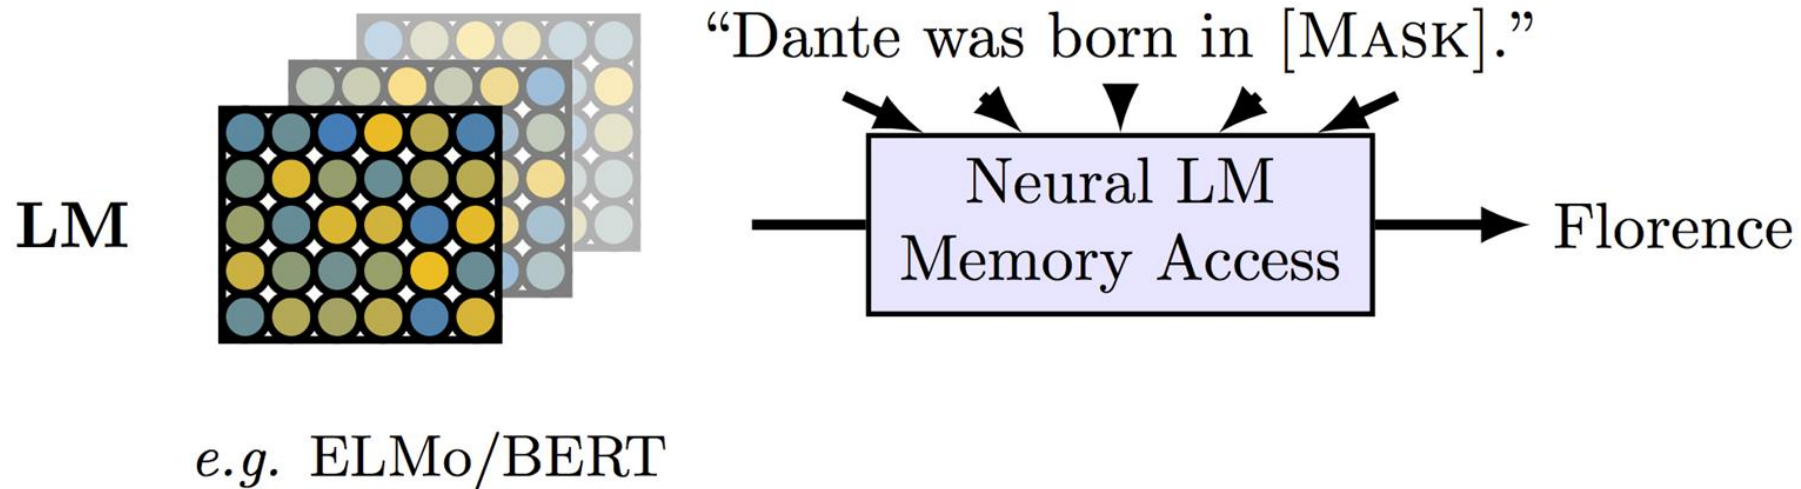 “Dante was born in [MASK].”
Neural LM
Memory Access
LM
Florence
e.g. ELMo/BERT